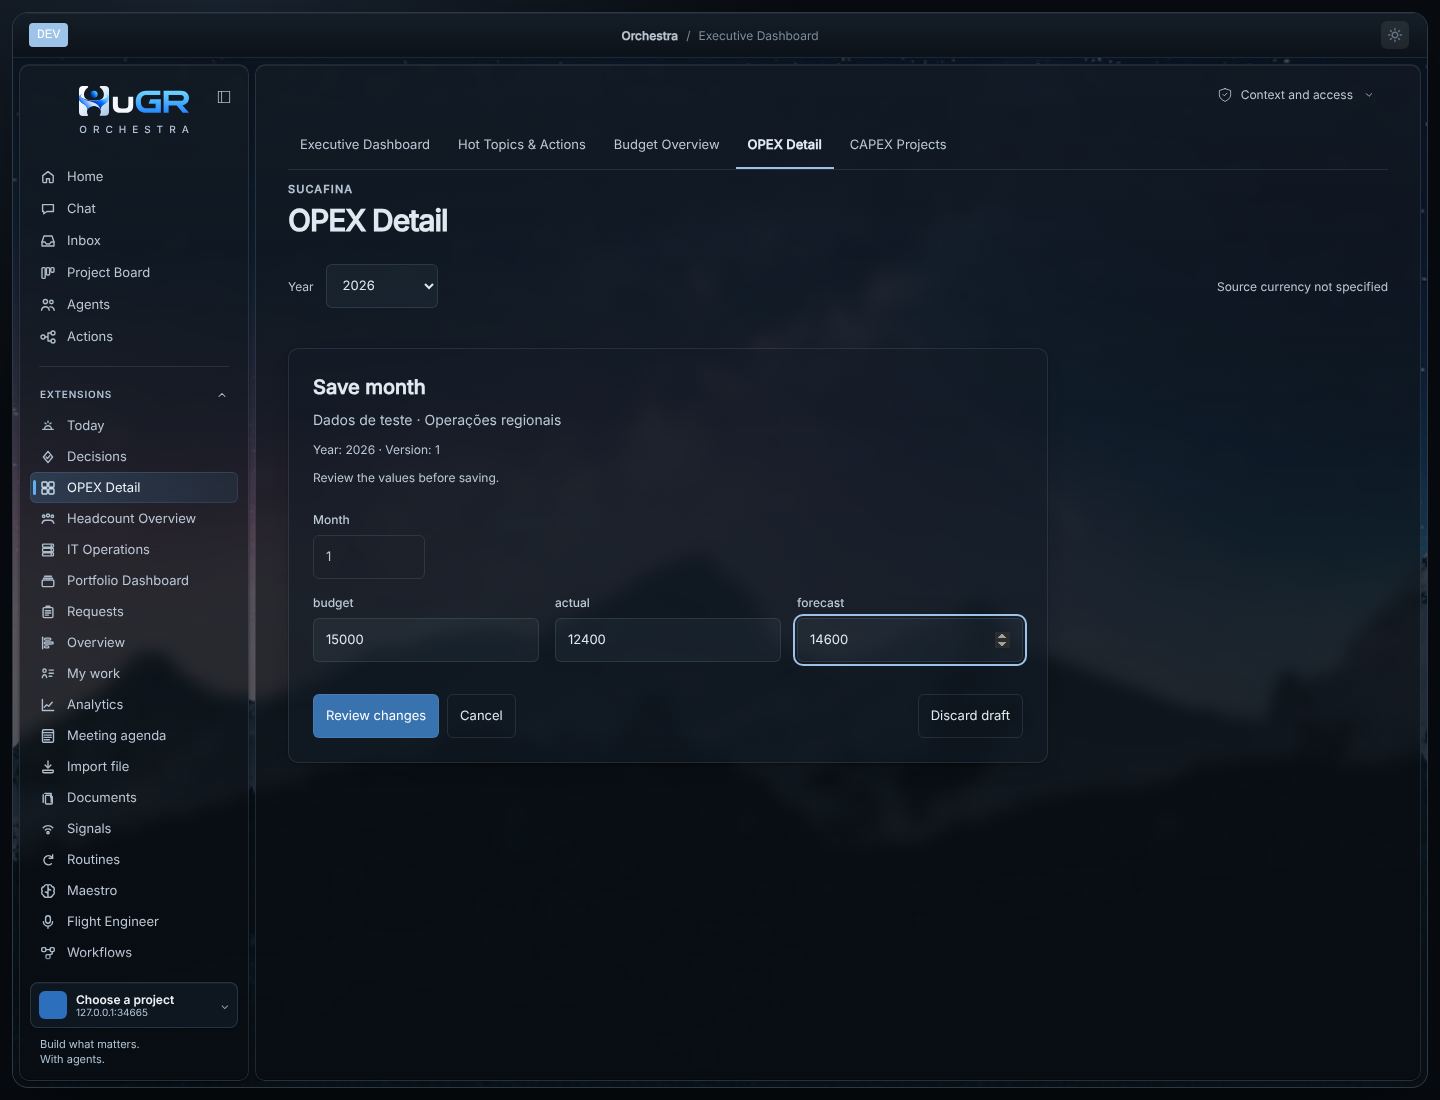 DEV
Orchestra / Executive Dashboard
HuGR
ORCHESTRA
Home
Chat
Inbox
Project Board
Agents
Actions
EXTENSIONS
Today
Decisions
OPEX Detail
Headcount Overview
IT Operations
Portfolio Dashboard
Requests
Overview
My work
Analytics
Meeting agenda
Import file
Documents
Signals
Routines
Maestro
Flight Engineer
Workflows
Choose a project
127.0.0.1:34665
Build what matters.
With agents.
Context and access
Executive Dashboard Hot Topics & Actions Budget Overview OPEX Detail CAPEX Projects
SUCAFINA
OPEX Detail
Year 2026 Source currency not specified
Save month
Dados de teste · Operações regionais
Year: 2026 · Version: 1
Review the values before saving.
Month
1
budget actual forecast
15000 12400 14600
Review changes Cancel Discard draft